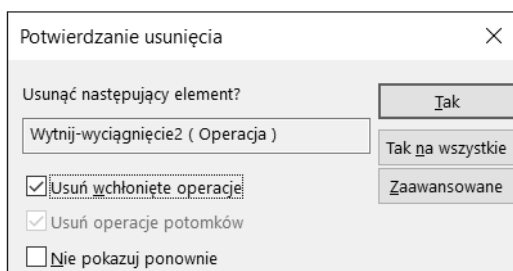 Potwierdzanie usunięcia
Usunąć następujący element?
Wytnij-wyciągnięcie2 ( Operacja )
Usuń wchłonięte operacje
Usuń operacje potomków
Nie pokazuj ponownie
Tak
Tak na wszystkie
Zaawansowane